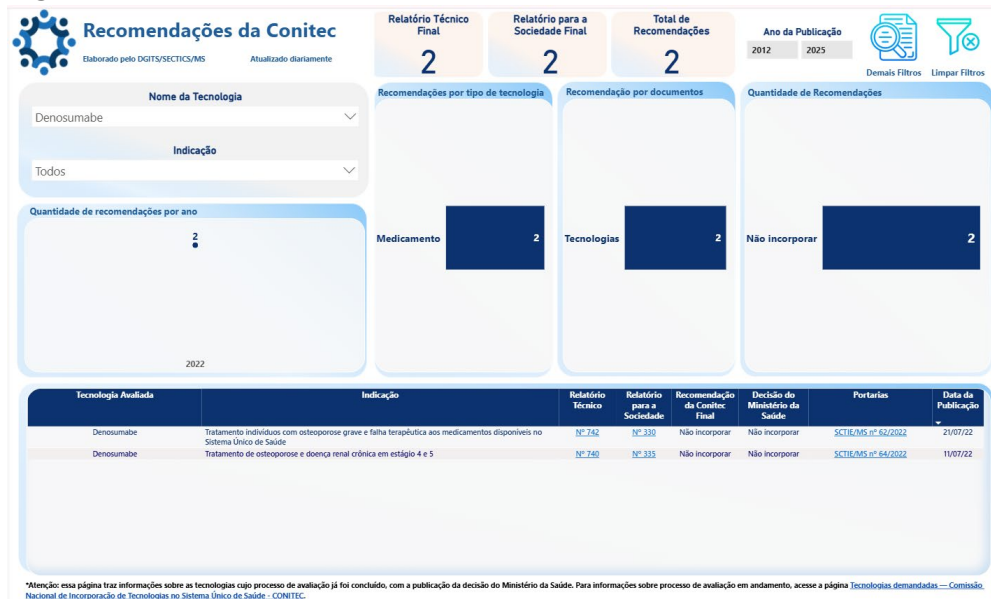 Recomendações da Conitec
Elaborado pelo DGITS/SECTICS/MS Atualizado diariamente
Relatório Técnico
Final
2
Relatório para a
Sociedade Final
2
Total de
Recomendações
2
Ano da Publicação
2012 2025
Demais Filtros
Limpar Filtros
Nome da Tecnologia
Denosumabe
Indicação
Todos
Quantidade de recomendações por ano
2
2022
Recomendações por tipo de tecnologia
Medicamento 2
Recomendação por documentos
Tecnologias 2
Quantidade de Recomendações
Não incorporar 2
Tecnologia Avaliada
Indicação
Relatório
Técnico
Relatório
para a
Sociedade
Recomendação
da Conitec
Final
Decisão do
Ministério da
Saúde
Portarias
Data da
Publicação
Denosumabe
Tratamento indivíduos com osteoporose grave e falha terapêutica aos medicamentos disponíveis no
Sistema Único de Saúde
Nº 742
Nº 330
Não incorporar
Não incorporar
SCTIE/MS nº 62/2022
21/07/22
Denosumabe
Tratamento de osteoporose e doença renal crônica em estágio 4 e 5
Nº 740
Nº 335
Não incorporar
Não incorporar
SCTIE/MS nº 64/2022
11/07/22
*Atenção: essa página traz informações sobre as tecnologias cujo processo de avaliação já foi concluído, com a publicação da decisão do Ministério da Saúde. Para informações sobre processo de avaliação em andamento, acesse a página Tecnologias demandadas — Comissão
Nacional de Incorporação de Tecnologias no Sistema Único de Saúde - CONITEC.